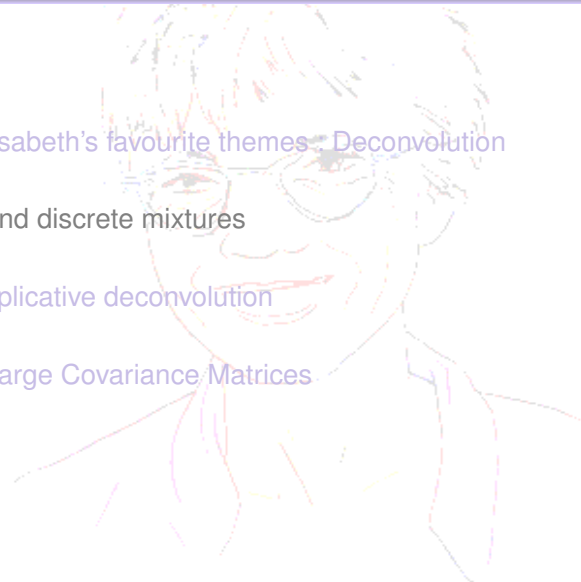 sabeth's favourite themes : Deconvolution
nd discrete mixtures
plicative deconvolution
arge Covariance Matrices